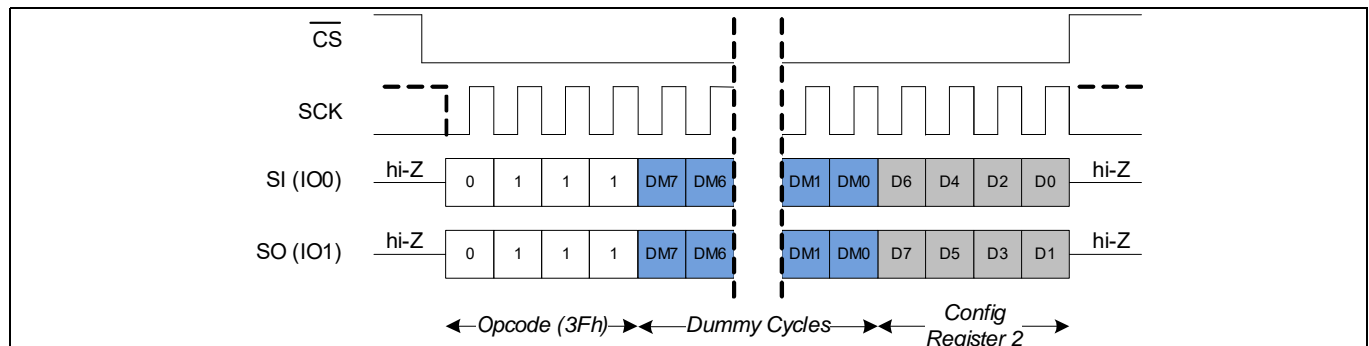 CS
SCK
SI (IO0) hi-Z 0 1 1 1 DM7 DM6 DM1 DM0 D6 D4 D2 D0 hi-Z
SO (IO1) hi-Z 0 1 1 1 DM7 DM6 DM1 DM0 D7 D5 D3 D1 hi-Z
Opcode (3Fh) Dummy Cycles Config
Register 2